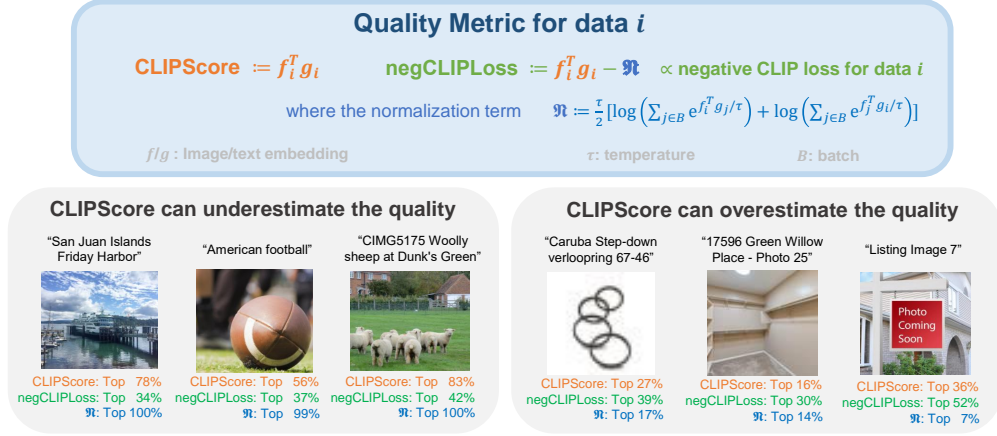 Quality Metric for data i
CLIPScore := f_i^T g_i negCLIPLoss := f_i^T g_i − 𝕹 ∝ negative CLIP loss for data i
where the normalization term 𝕹 := τ/2 [log (∑_{j∈B} e^{f_i^T g_j/τ}) + log (∑_{j∈B} e^{f_j^T g_i/τ})]
f/g : Image/text embedding τ: temperature B: batch
CLIPScore can underestimate the quality
“San Juan Islands
Friday Harbor”
CLIPScore: Top 78%
negCLIPLoss: Top 34%
𝕹: Top 100%
“American football”
CLIPScore: Top 56%
negCLIPLoss: Top 37%
𝕹: Top 99%
“CIMG5175 Woolly
sheep at Dunk's Green”
CLIPScore: Top 83%
negCLIPLoss: Top 42%
𝕹: Top 100%
CLIPScore can overestimate the quality
“Caruba Step-down
verloopring 67-46”
CLIPScore: Top 27%
negCLIPLoss: Top 39%
𝕹: Top 17%
“17596 Green Willow
Place - Photo 25”
CLIPScore: Top 16%
negCLIPLoss: Top 30%
𝕹: Top 14%
“Listing Image 7”
Photo
Coming
Soon
CLIPScore: Top 36%
negCLIPLoss: Top 52%
𝕹: Top 7%